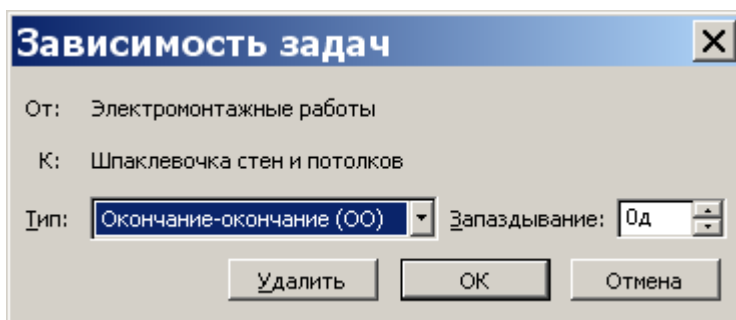 Зависимость задач
От: Электромонтажные работы
К: Шпаклевочка стен и потолков
Тип: Окончание-окончание (ОО) Запаздывание: 0д
Удалить ОК Отмена